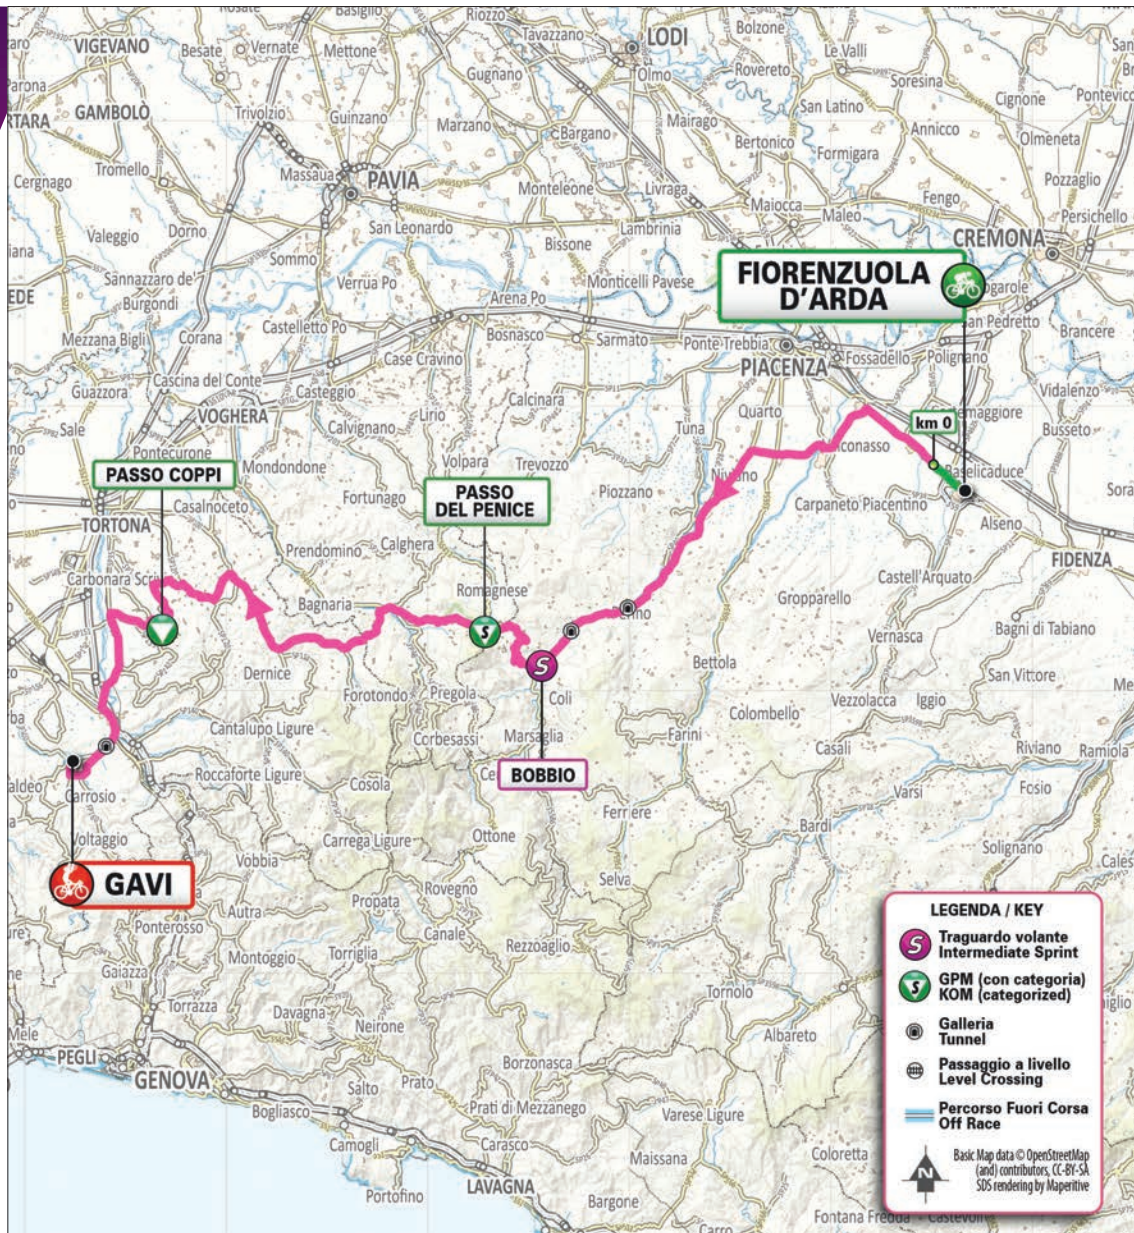 LODI
Riozzo
Tavazzano
Bolzone
Basiglio
Vernate
Besate
VIGEVANO
Mettone
Olmo
Rovereto
Le Valli
Soresina
Gugnano
Parona
GAMBOLÒ
Trivolzio
Guinzano
Marzano
Mairago
San Latino
Cignone
Bargano
Annicco
Olmeneta
Bertonico
Formigara
Tromello
Massaua
PAVIA
Cergnago
Monteleone
Livraga
Maiocca
Fengo
Pozzaglio
Maleo
Persichello
San Leonardo
Lambrinia
Dorno
Valeggio
CREMONA
Bissone
Sommo
Sannazzaro de'
Burgondi
Verrua Po
Monticelli Pavese
FIORENZUOLA
D'ARDA
Arena Po
San Pedretto
Castelletto Po
Brancere
Mezzana Bigli
Corana
Bosnasco
Sarmato
Ponte Trebbia
Fossadello
Polignano
Case Cravino
PIACENZA
Cascina del Conte
Guazzora
Casteggio
Calcinara
Vidalenzo
VOGHERA
Lirio
Quarto
km 0
Busseto
Sale
Calvignano
Tuna
Pontecurone
Mondondone
Volpara
Trevozzo
PASSO COPPI
PASSO
DEL PENICE
Piozzano
Carpaneto Piacentino
Fortunago
Casalnoceto
TORTONA
Alseno
Calghera
Prendomino
FIDENZA
Romagnese
Castell'Arquato
Bagnaria
Gropparello
Bagni di Tabiano
Vernasca
Bettola
Dernice
San Vittore
Pregola
Forotondo
Coli
Vezzolacca
Iggio
Colombello
Cantalupo Ligure
Corbesassi
Marsaglia
Farini
Casali
Riviano
Ramiola
Roccaforte Ligure
BOBBIO
Cosola
Carrosio
Varsi
Fosio
Ferriere
Bardi
Voltaggio
Carrega Ligure
Ottone
Solignano
Vobbia
GAVI
Selva
Rovegno
Propata
Autra
Ponterosso
Canale
Rezzoaglio
Montoggio
Torriglia
Gaiazza
Tornolo
Torrazza
Davagna
Neirone
Mele
Albareto
PEGLI
Borzonasca
GENOVA
Salto
Prato
Prati di Mezzanego
Bogliasco
Varese Ligure
Camogli
Carasco
Maissana
Coloretta
Portofino
LAVAGNA
Bargone
LEGENDA / KEY
S
Traguardo volante
Intermediate Sprint
S
GPM (con categoria)
KOM (categorized)
Galleria
Tunnel
Passaggio a livello
Level Crossing
Percorso Fuori Corsa
Off Race
N
Basic Map data © OpenStreetMap
(and) contributors, CC-BY-SA
SDS rendering by Maperitive